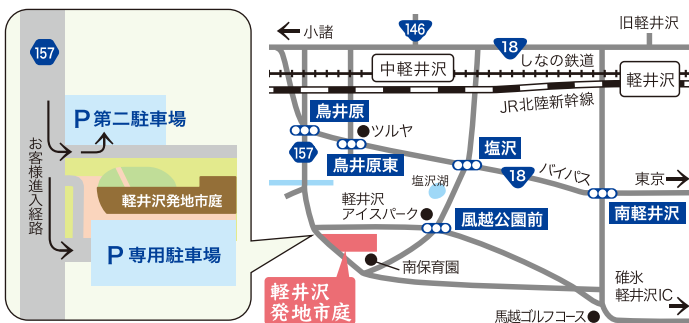 157
P 第二駐車場
お客様進入経路
軽井沢発地市庭
P 専用駐車場
小諸
146
18
旧軽井沢
中軽井沢
しなの鉄道
軽井沢
JR北陸新幹線
鳥井原
ツルヤ
157
鳥井原東
塩沢
塩沢湖
18
バイパス
東京
軽井沢
アイスパーク
風越公園前
南軽井沢
南保育園
碓氷
軽井沢IC
軽井沢
発地市庭
馬越ゴルフコース